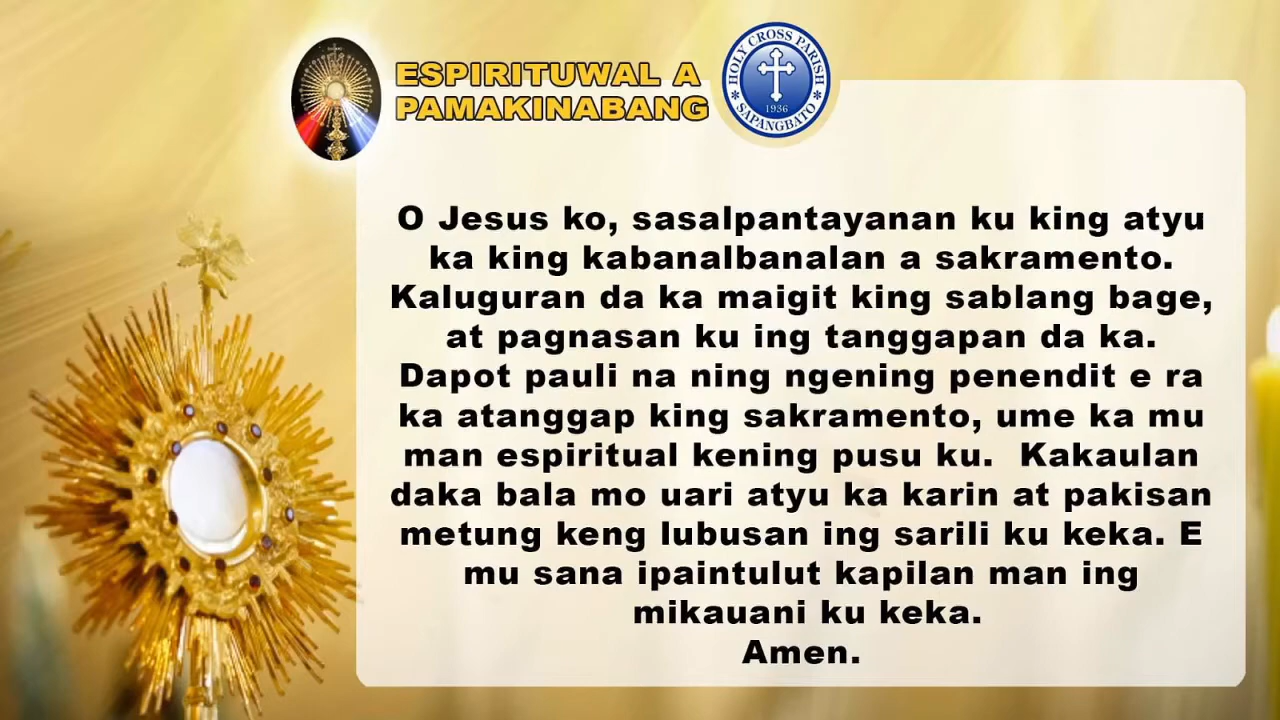 ESPIRITUWAL A
PAMAKINABANG
HOLY CROSS PARISH
1936
SAPANGBATO
O Jesus ko, sasalpantayanan ku king atyu
ka king kabanalbanalan a sakramento.
Kaluguran da ka maigit king sablang bage,
at pagnasan ku ing tanggapan da ka.
Dapot pauli na ning ngening penendit e ra
ka atanggap king sakramento, ume ka mu
man espiritual kening pusu ku.  Kakaulan
daka bala mo uari atyu ka karin at pakisan
metung keng lubusan ing sarili ku keka. E
mu sana ipaintulut kapilan man ing
mikauani ku keka.
Amen.